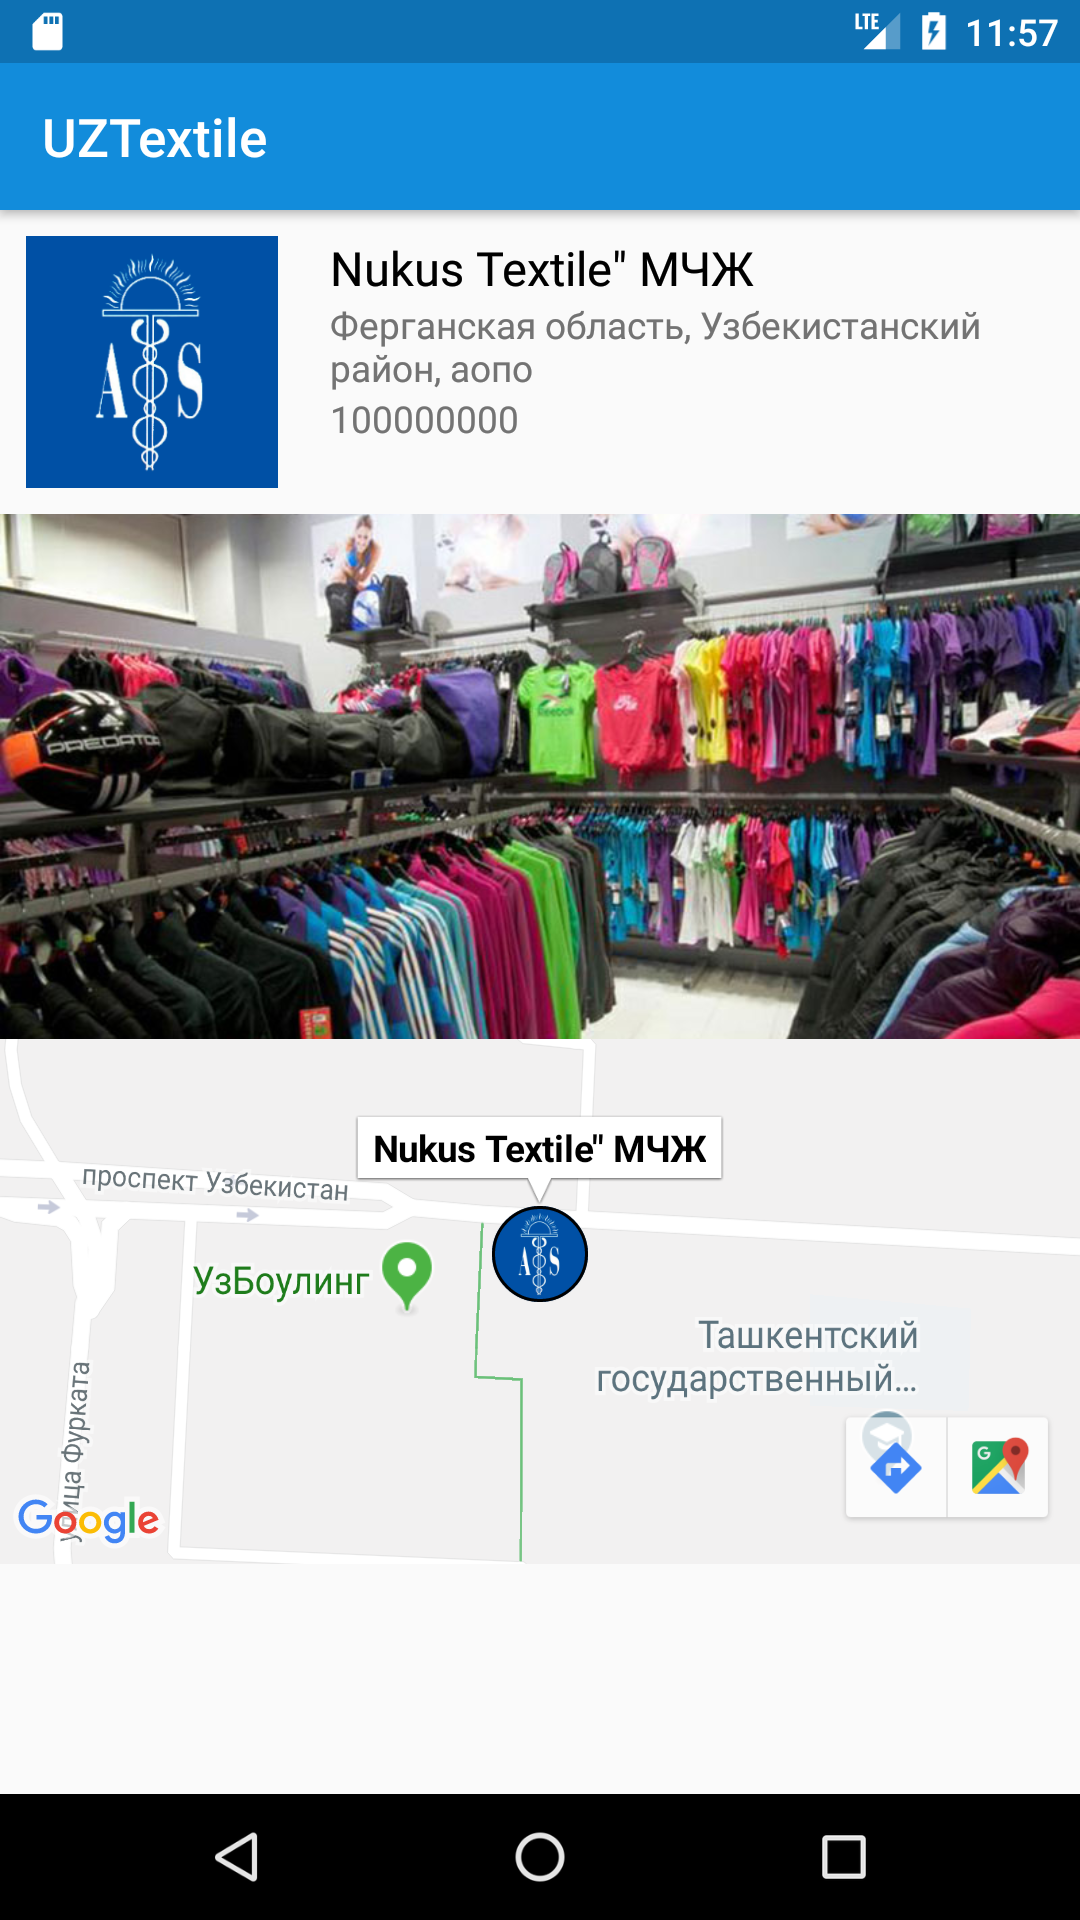 LTE 11:57
UZTextile
A S
Nukus Textile" МЧЖ
Ферганская область, Узбекистанский
район, аопо
100000000
Reebok
PREDATOR
Nukus Textile" МЧЖ
проспект Узбекистан
A S
УзБоулинг
Ташкентский
государственный...
улица Фурката
G
Google